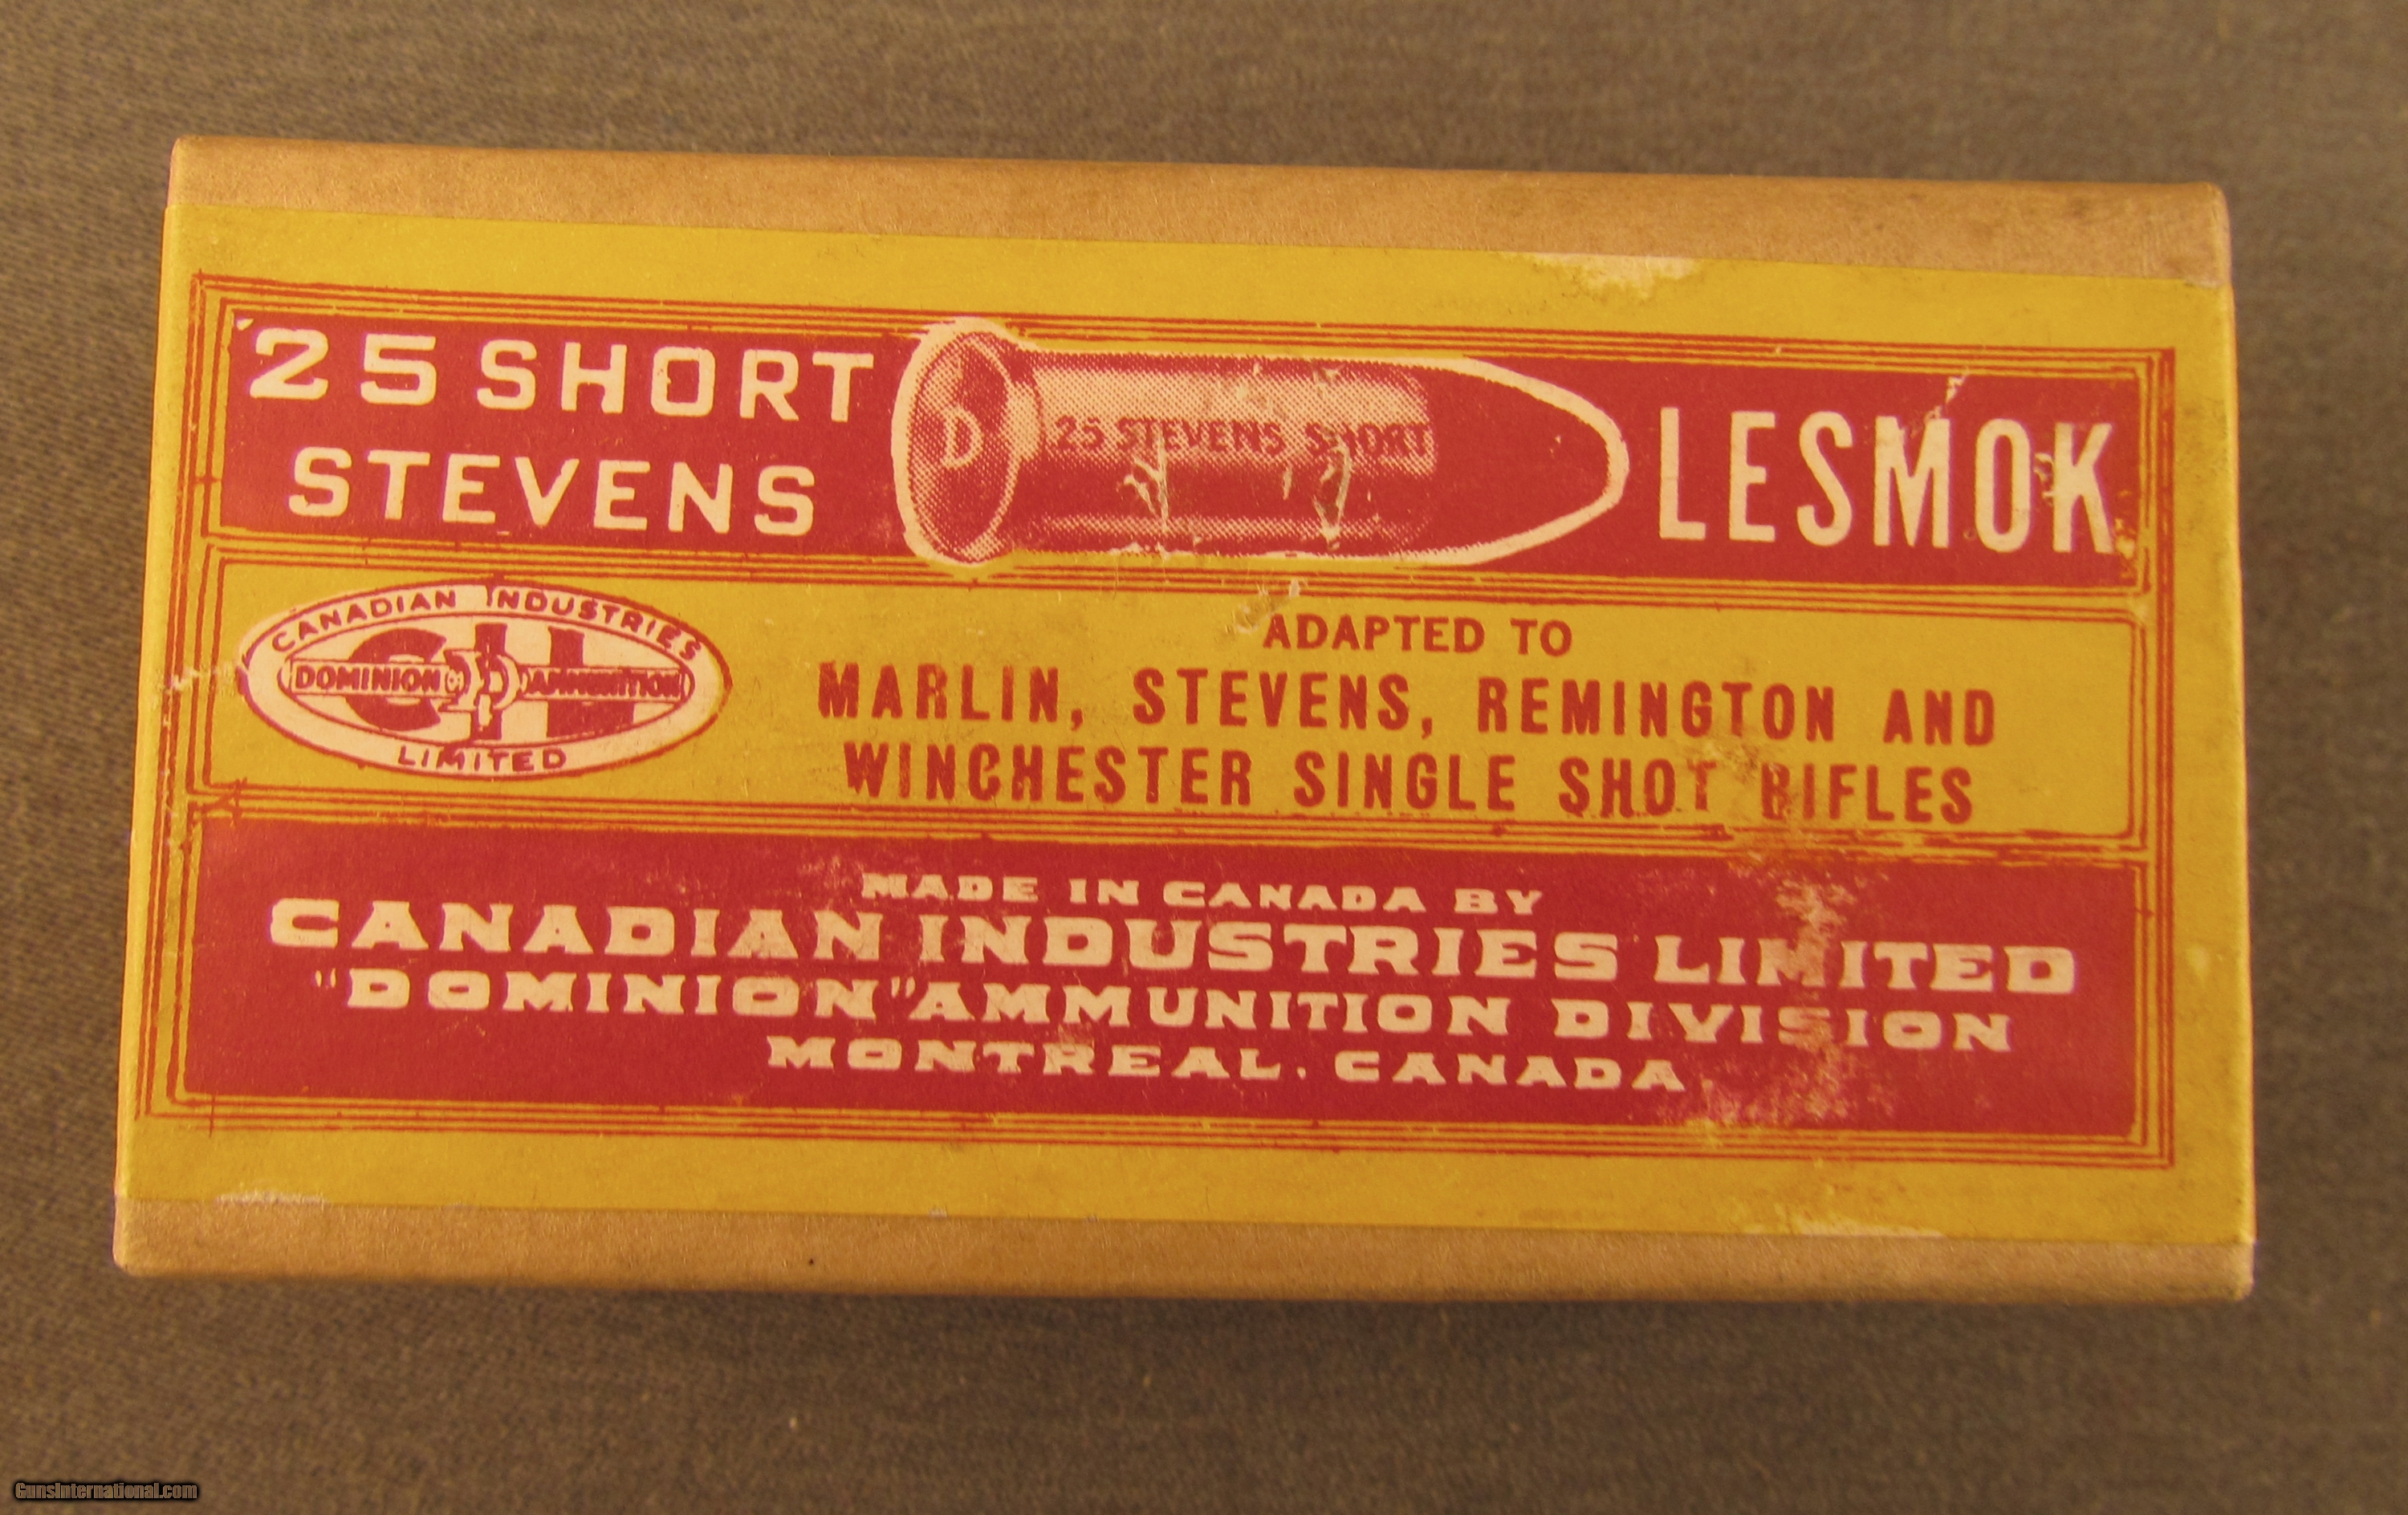 25 SHORT
STEVENS
D
25 STEVENS SHORT
LESMOK
CANADIAN INDUSTRIES
CIL
DOMINION AMMUNITION
LIMITED
ADAPTED TO
MARLIN, STEVENS, REMINGTON AND
WINCHESTER SINGLE SHOT RIFLES
MADE IN CANADA BY
CANADIAN INDUSTRIES LIMITED
"DOMINION" AMMUNITION DIVISION
MONTREAL. CANADA
GunsInternational.com